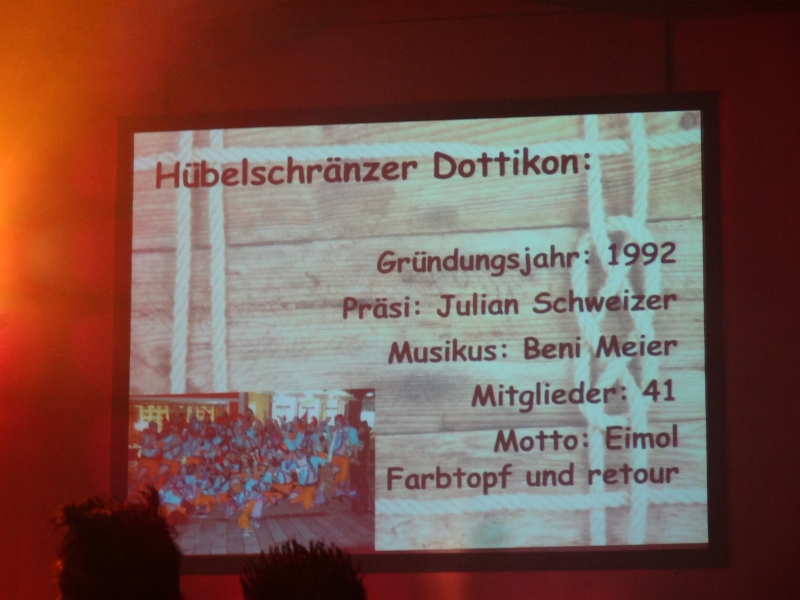 Hübelschränzer Dottikon:
Gründungsjahr: 1992
Präsi: Julian Schweizer
Musikus: Beni Meier
Mitglieder: 41
Motto: Eimol
Farbtopf und retour